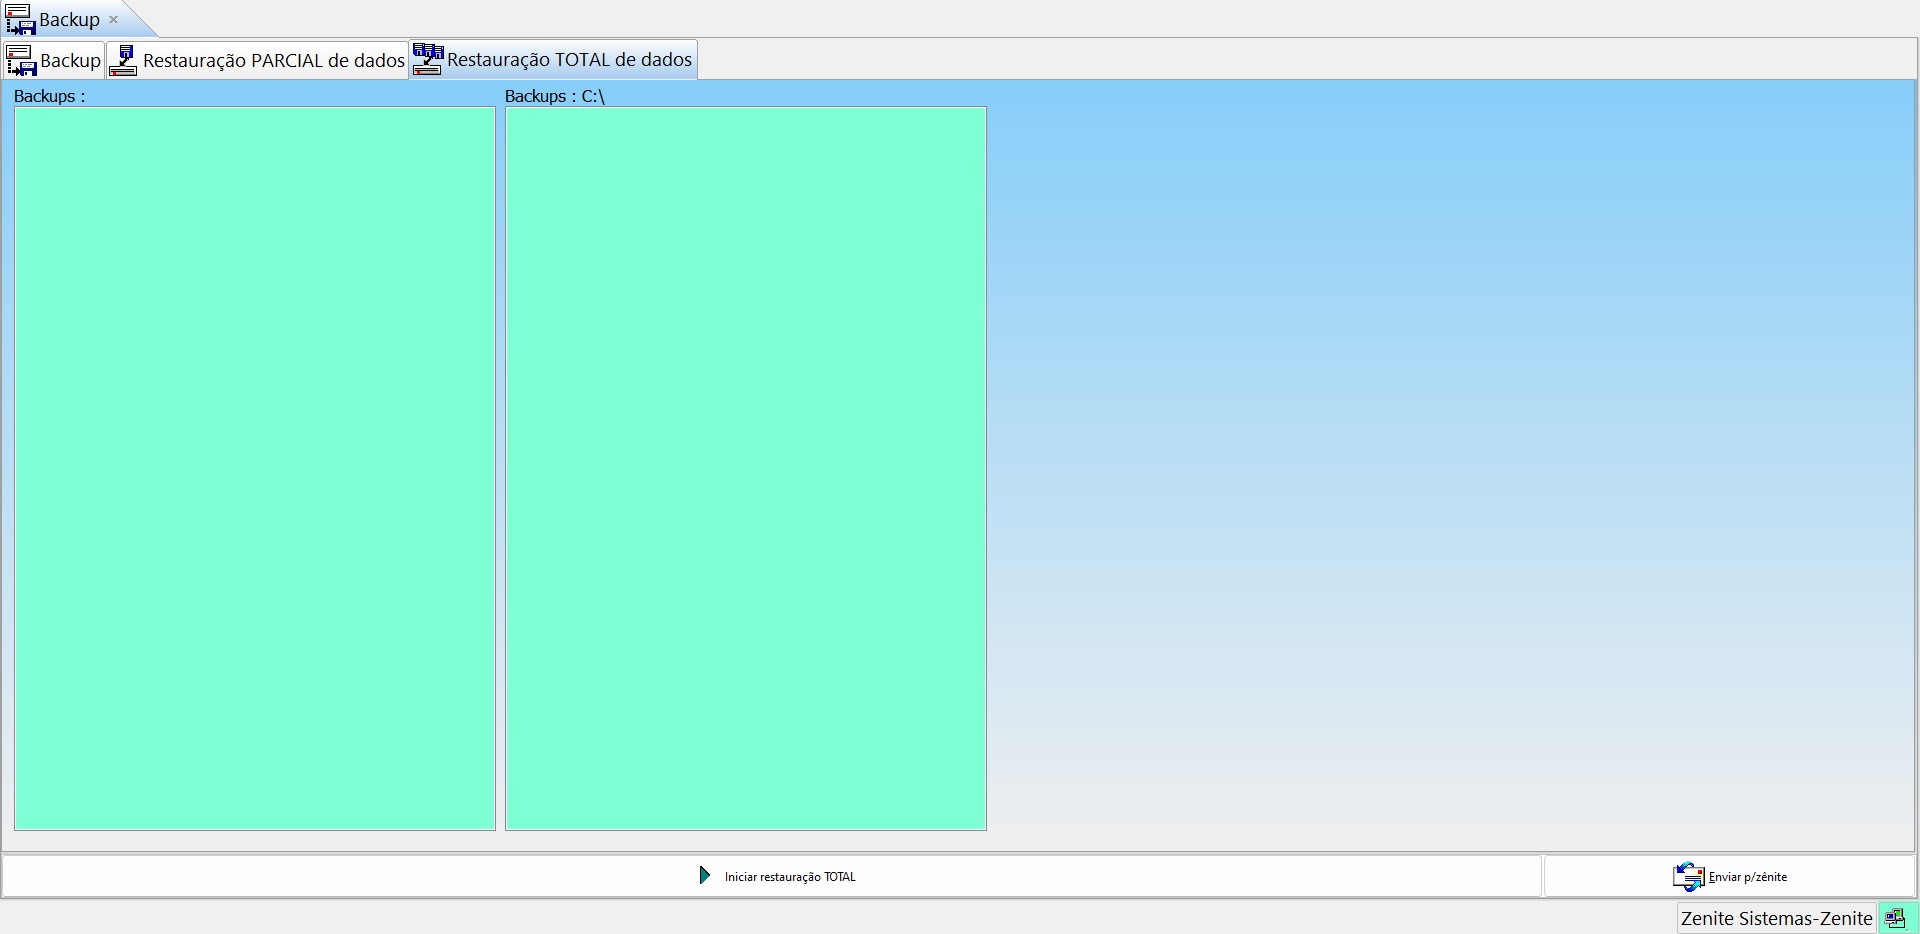 Backup
Backup Restauração PARCIAL de dados Restauração TOTAL de dados
Backups : Backups : C:\
Iniciar restauração TOTAL Enviar p/zênite
Zenite Sistemas-Zenite